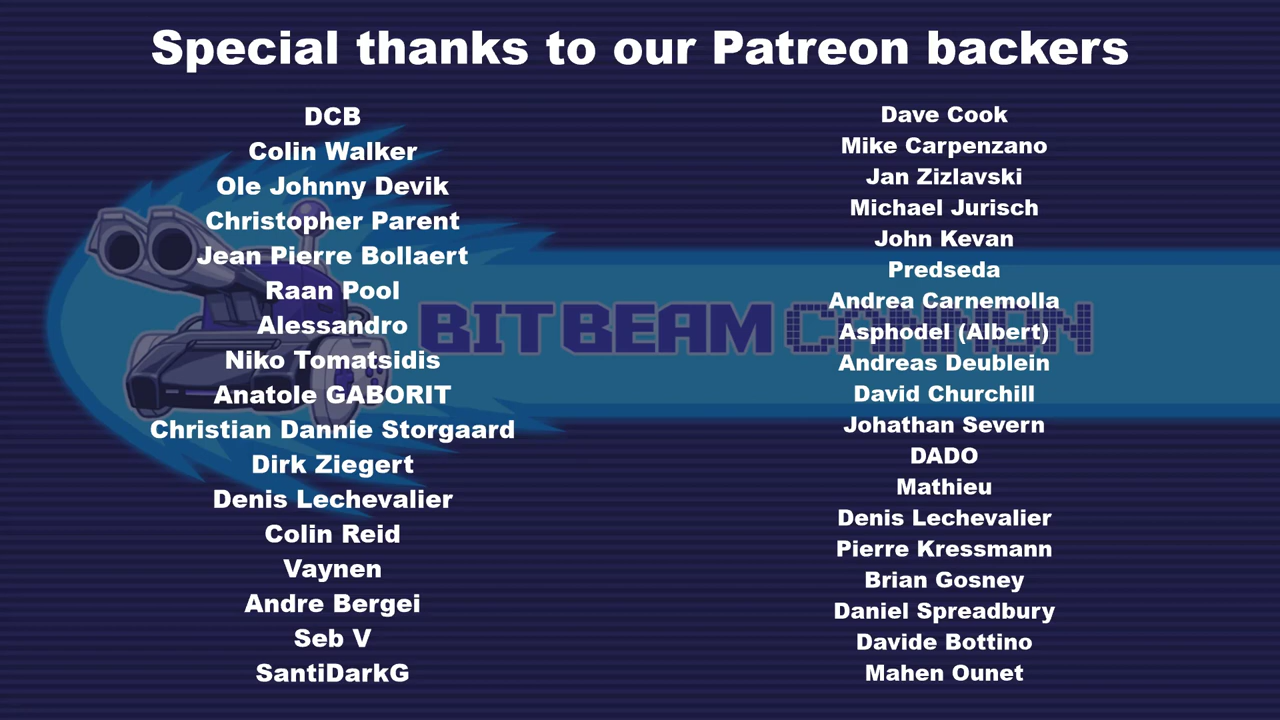 Special thanks to our Patreon backers
DCB
Colin Walker
Ole Johnny Devik
Christopher Parent
Jean Pierre Bollaert
Raan Pool
Alessandro
Niko Tomatsidis
Anatole GABORIT
Christian Dannie Storgaard
Dirk Ziegert
Denis Lechevalier
Colin Reid
Vaynen
Andre Bergei
Seb V
SantiDarkG
Dave Cook
Mike Carpenzano
Jan Zizlavski
Michael Jurisch
John Kevan
Predseda
Andrea Carnemolla
Asphodel (Albert)
Andreas Deublein
David Churchill
Johathan Severn
DADO
Mathieu
Denis Lechevalier
Pierre Kressmann
Brian Gosney
Daniel Spreadbury
Davide Bottino
Mahen Ounet
BITBEAM CANNON